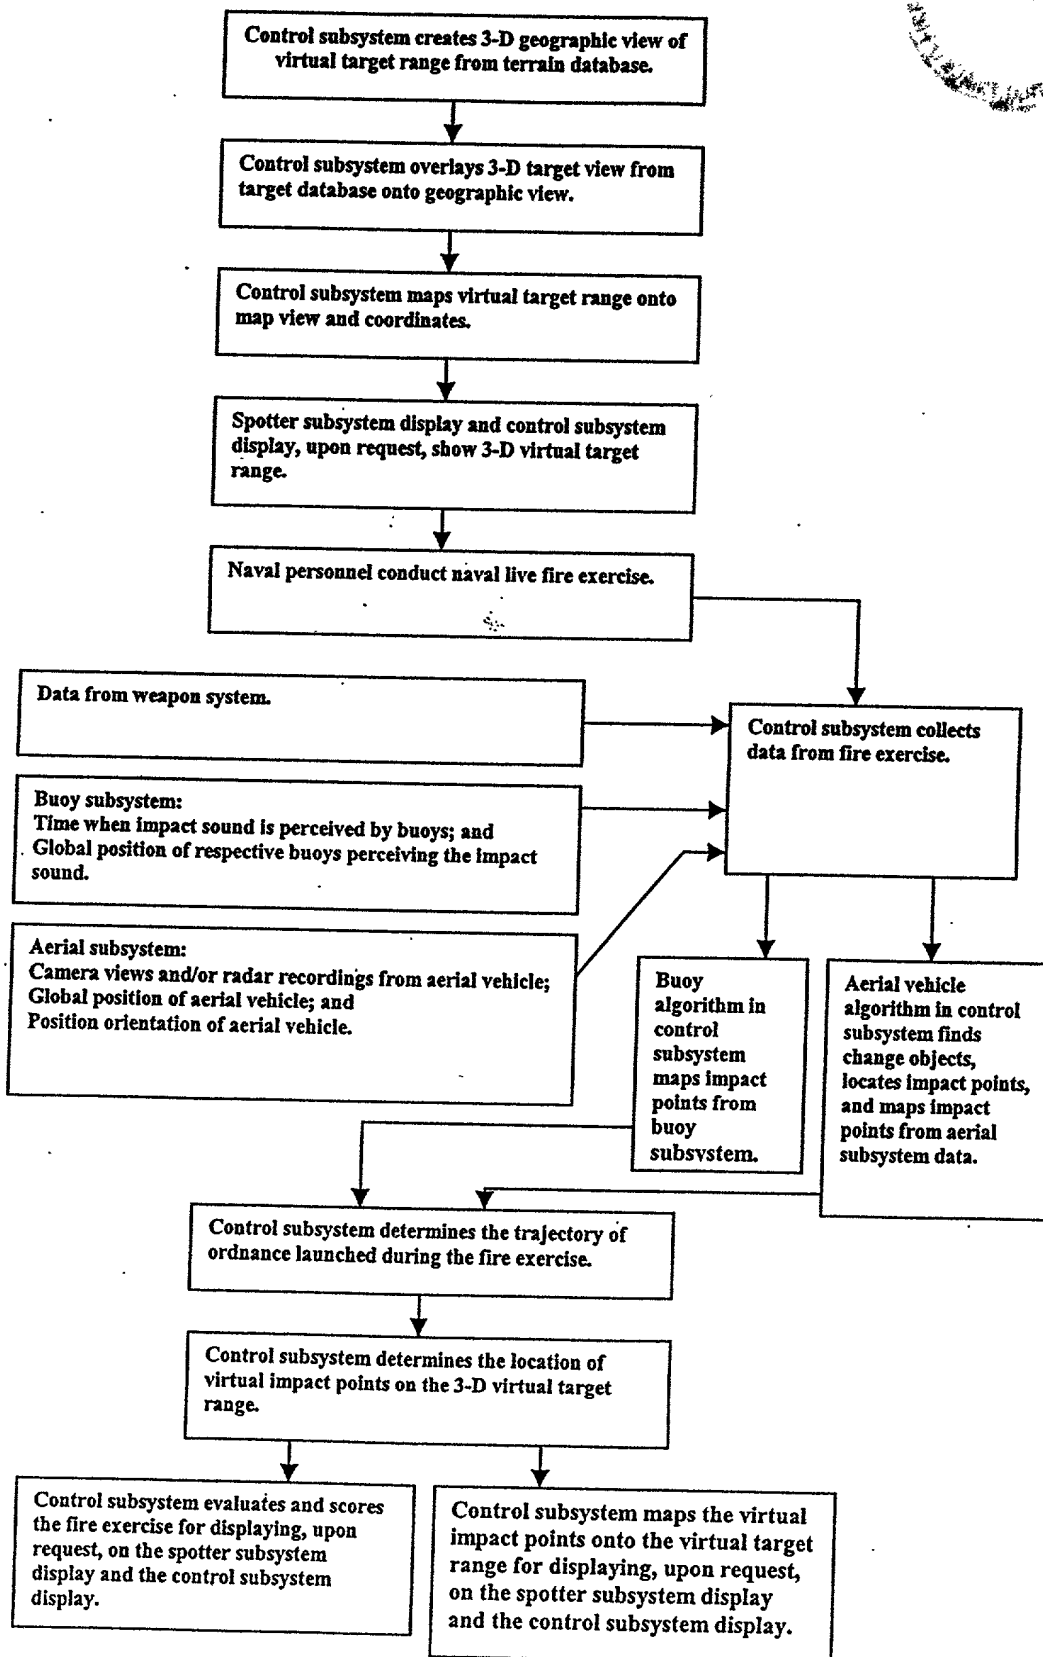 Control subsystem creates 3-D geographic view of
virtual target range from terrain database.
Control subsystem overlays 3-D target view from
target database onto geographic view.
Control subsystem maps virtual target range onto
map view and coordinates.
Spotter subsystem display and control subsystem
display, upon request, show 3-D virtual target
range.
Naval personnel conduct naval live fire exercise.
Data from weapon system.
Control subsystem collects
data from fire exercise.
Buoy subsystem:
Time when impact sound is perceived by buoys; and
Global position of respective buoys perceiving the impact
sound.
Aerial subsystem:
Camera views and/or radar recordings from aerial vehicle;
Global position of aerial vehicle; and
Position orientation of aerial vehicle.
Buoy
algorithm in
control
subsystem
maps impact
points from
buoy
subsystem.
Aerial vehicle
algorithm in control
subsystem finds
change objects,
locates impact points,
and maps impact
points from aerial
subsystem data.
Control subsystem determines the trajectory of
ordnance launched during the fire exercise.
Control subsystem determines the location of
virtual impact points on the 3-D virtual target
range.
Control subsystem evaluates and scores
the fire exercise for displaying, upon
request, on the spotter subsystem
display and the control subsystem
display.
Control subsystem maps the virtual
impact points onto the virtual target
range for displaying, upon request,
on the spotter subsystem display
and the control subsystem display.